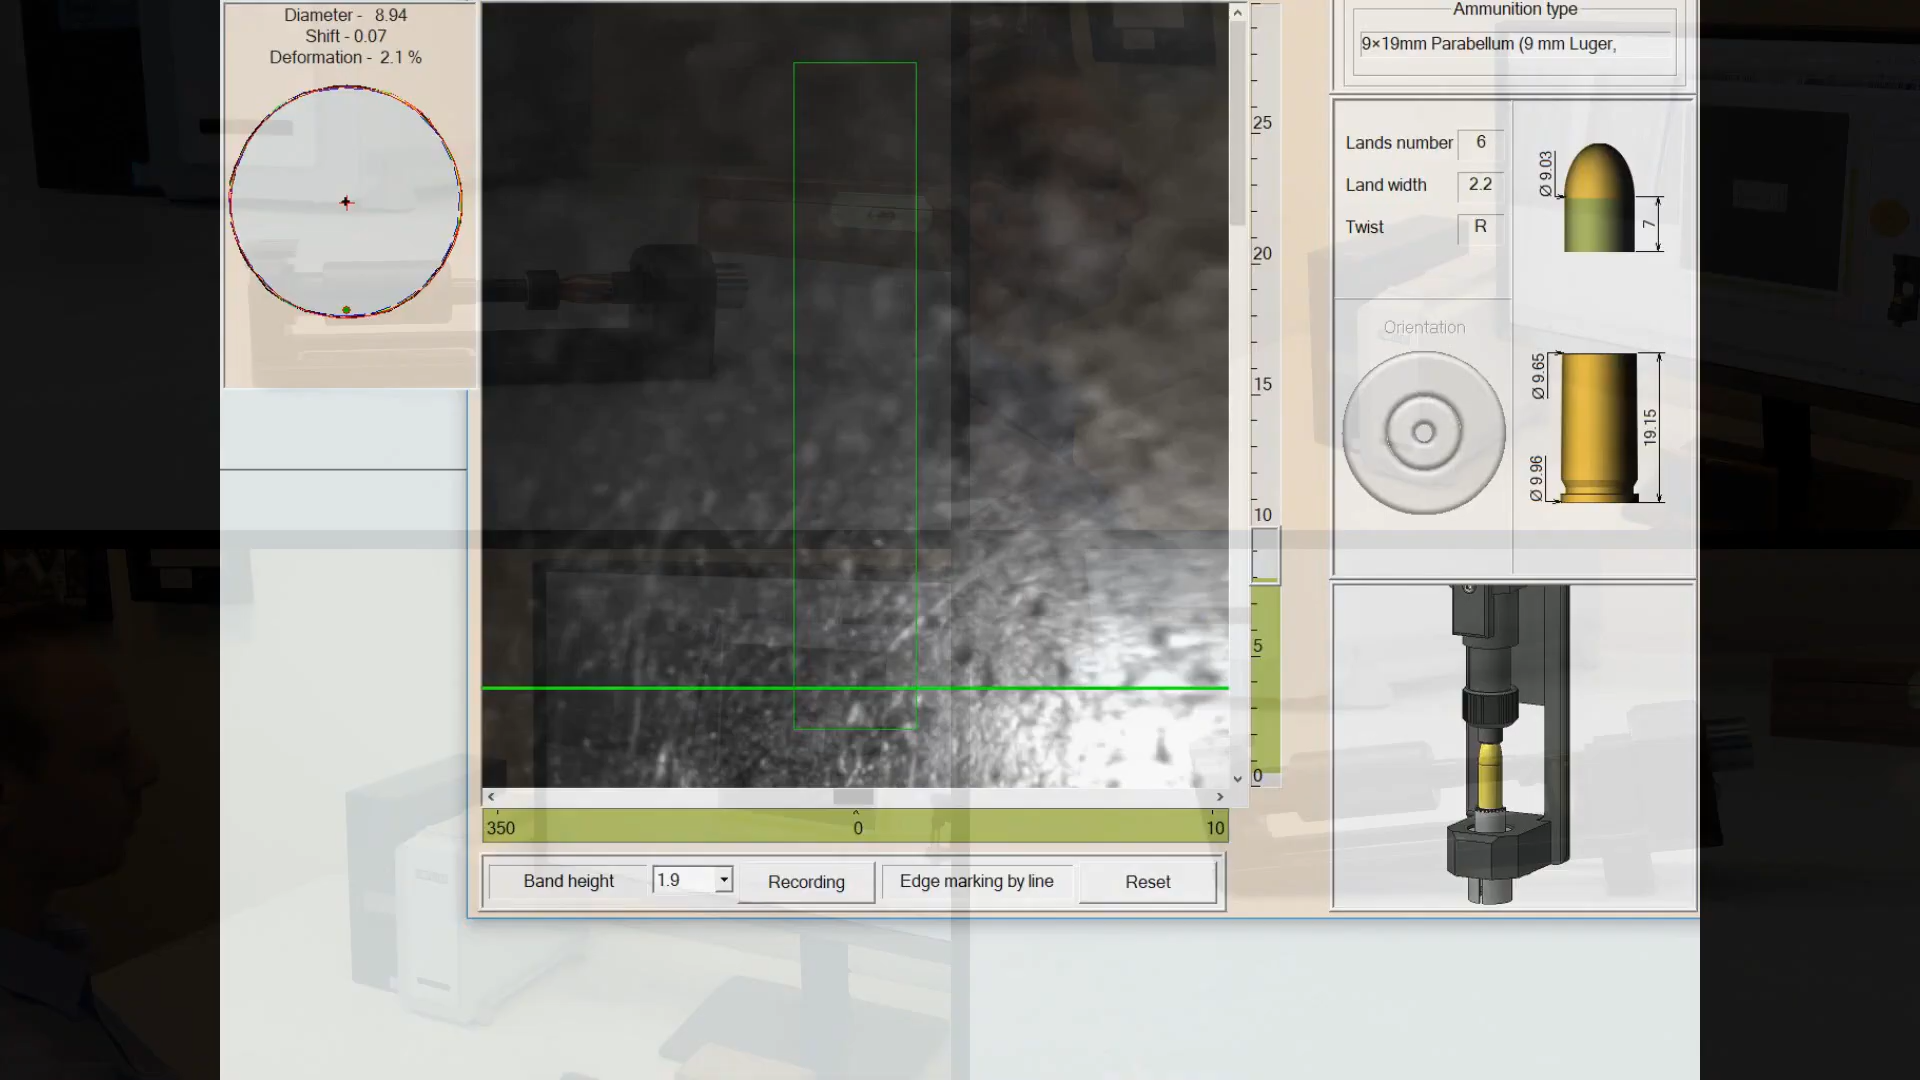 Diameter - 8.94
Shift - 0.07
Deformation - 2.1 %
25
20
15
10
5
0
350
0
10
Band height
1.9
Recording
Edge marking by line
Reset
Ammunition type
9×19mm Parabellum (9 mm Luger,
Lands number 6
Land width 2.2
Twist R
Ø 9.03
7
Orientation
Ø 9.65
19.15
Ø 9.96